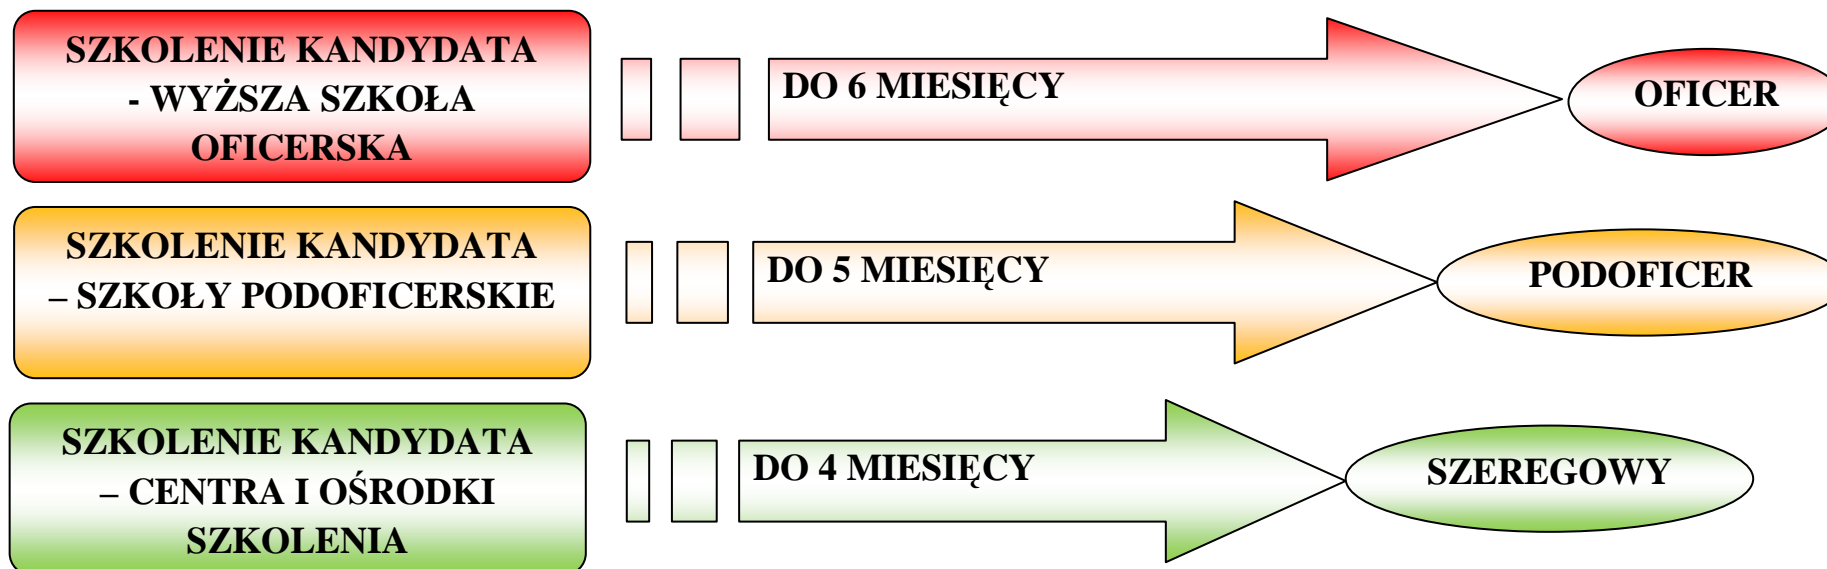 SZKOLENIE KANDYDATA
- WYŻSZA SZKOŁA
OFICERSKA
DO 6 MIESIĘCY
OFICER
SZKOLENIE KANDYDATA
– SZKOŁY PODOFICERSKIE
DO 5 MIESIĘCY
PODOFICER
SZKOLENIE KANDYDATA
– CENTRA I OŚRODKI
SZKOLENIA
DO 4 MIESIĘCY
SZEREGOWY